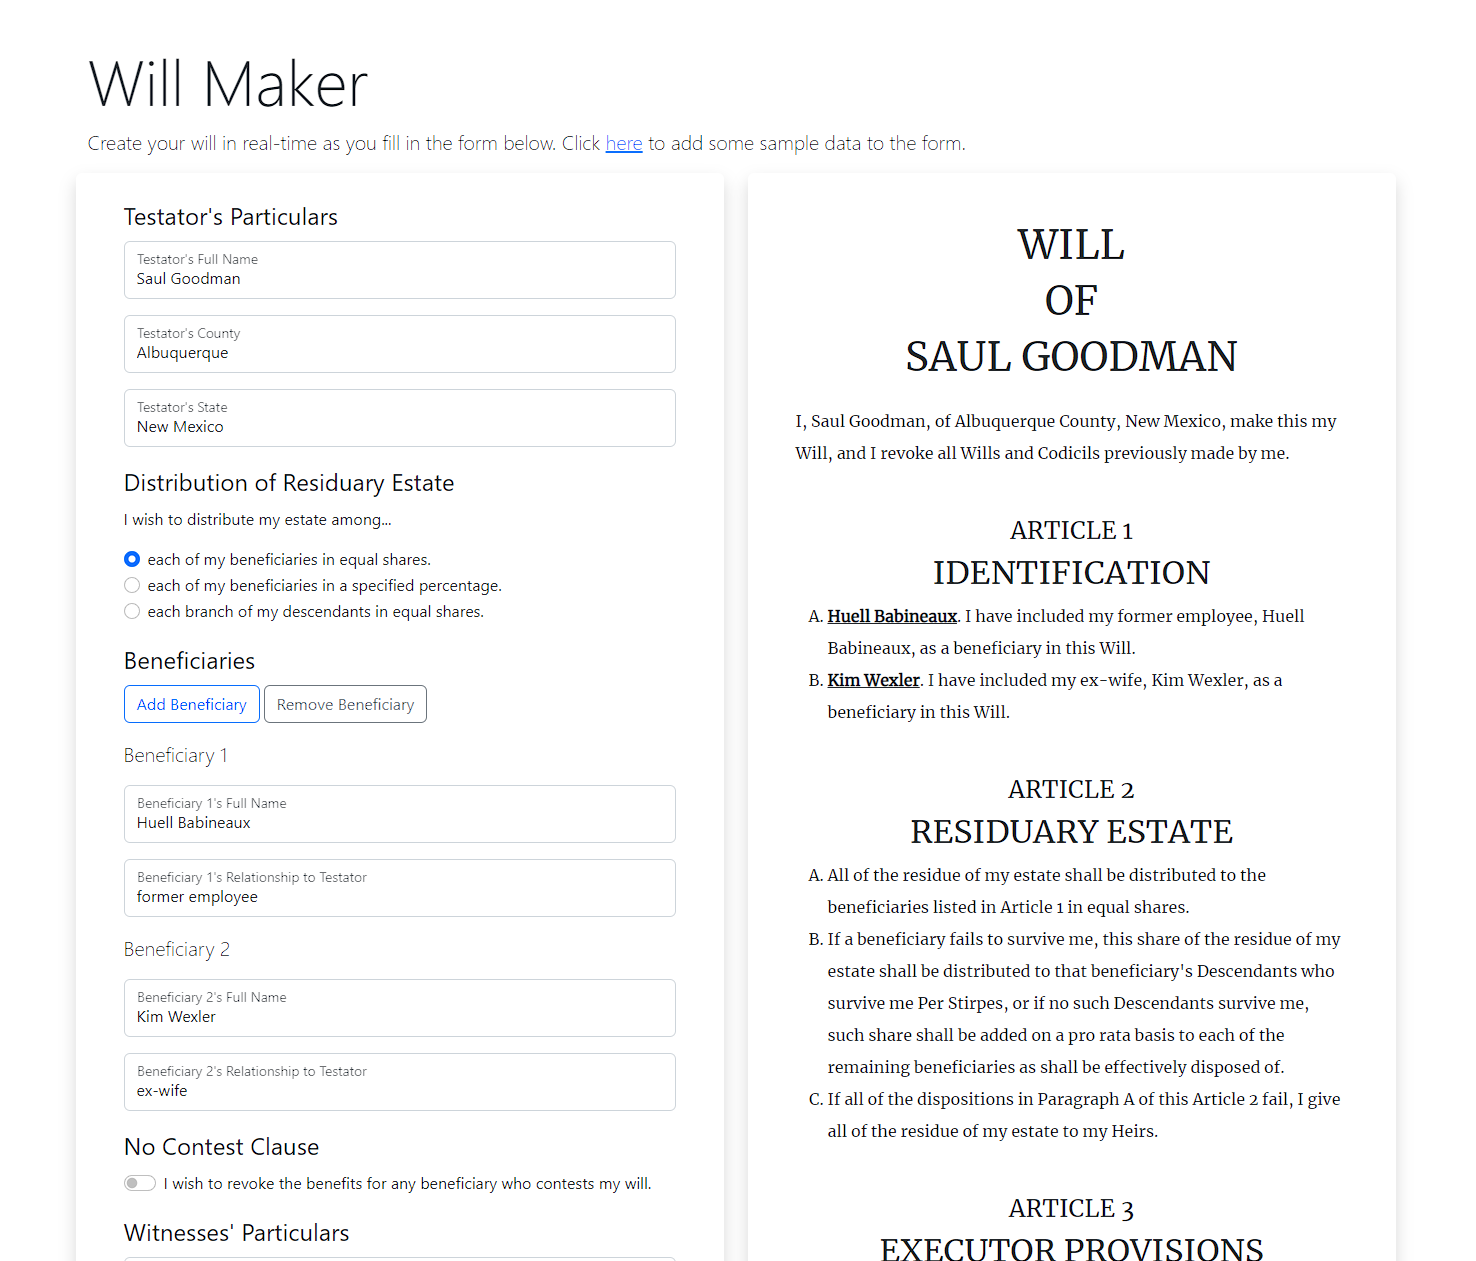 Will Maker
Create your will in real-time as you fill in the form below. Click here to add some sample data to the form.
Testator's Particulars
Testator's Full Name
Saul Goodman
Testator's County
Albuquerque
Testator's State
New Mexico
Distribution of Residuary Estate
I wish to distribute my estate among...
each of my beneficiaries in equal shares.
each of my beneficiaries in a specified percentage.
each branch of my descendants in equal shares.
Beneficiaries
Add Beneficiary
Remove Beneficiary
Beneficiary 1
Beneficiary 1's Full Name
Huell Babineaux
Beneficiary 1's Relationship to Testator
former employee
Beneficiary 2
Beneficiary 2's Full Name
Kim Wexler
Beneficiary 2's Relationship to Testator
ex-wife
No Contest Clause
I wish to revoke the benefits for any beneficiary who contests my will.
Witnesses' Particulars
WILL
OF
SAUL GOODMAN
I, Saul Goodman, of Albuquerque County, New Mexico, make this my
Will, and I revoke all Wills and Codicils previously made by me.
ARTICLE 1
IDENTIFICATION
A. Huell Babineaux. I have included my former employee, Huell
Babineaux, as a beneficiary in this Will.
B. Kim Wexler. I have included my ex-wife, Kim Wexler, as a
beneficiary in this Will.
ARTICLE 2
RESIDUARY ESTATE
A. All of the residue of my estate shall be distributed to the
beneficiaries listed in Article 1 in equal shares.
B. If a beneficiary fails to survive me, this share of the residue of my
estate shall be distributed to that beneficiary's Descendants who
survive me Per Stirpes, or if no such Descendants survive me,
such share shall be added on a pro rata basis to each of the
remaining beneficiaries as shall be effectively disposed of.
C. If all of the dispositions in Paragraph A of this Article 2 fail, I give
all of the residue of my estate to my Heirs.
ARTICLE 3
EXECUTOR PROVISIONS